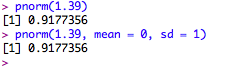 > pnorm(1.39)
[1] 0.9177356
> pnorm(1.39, mean = 0, sd = 1)
[1] 0.9177356
>